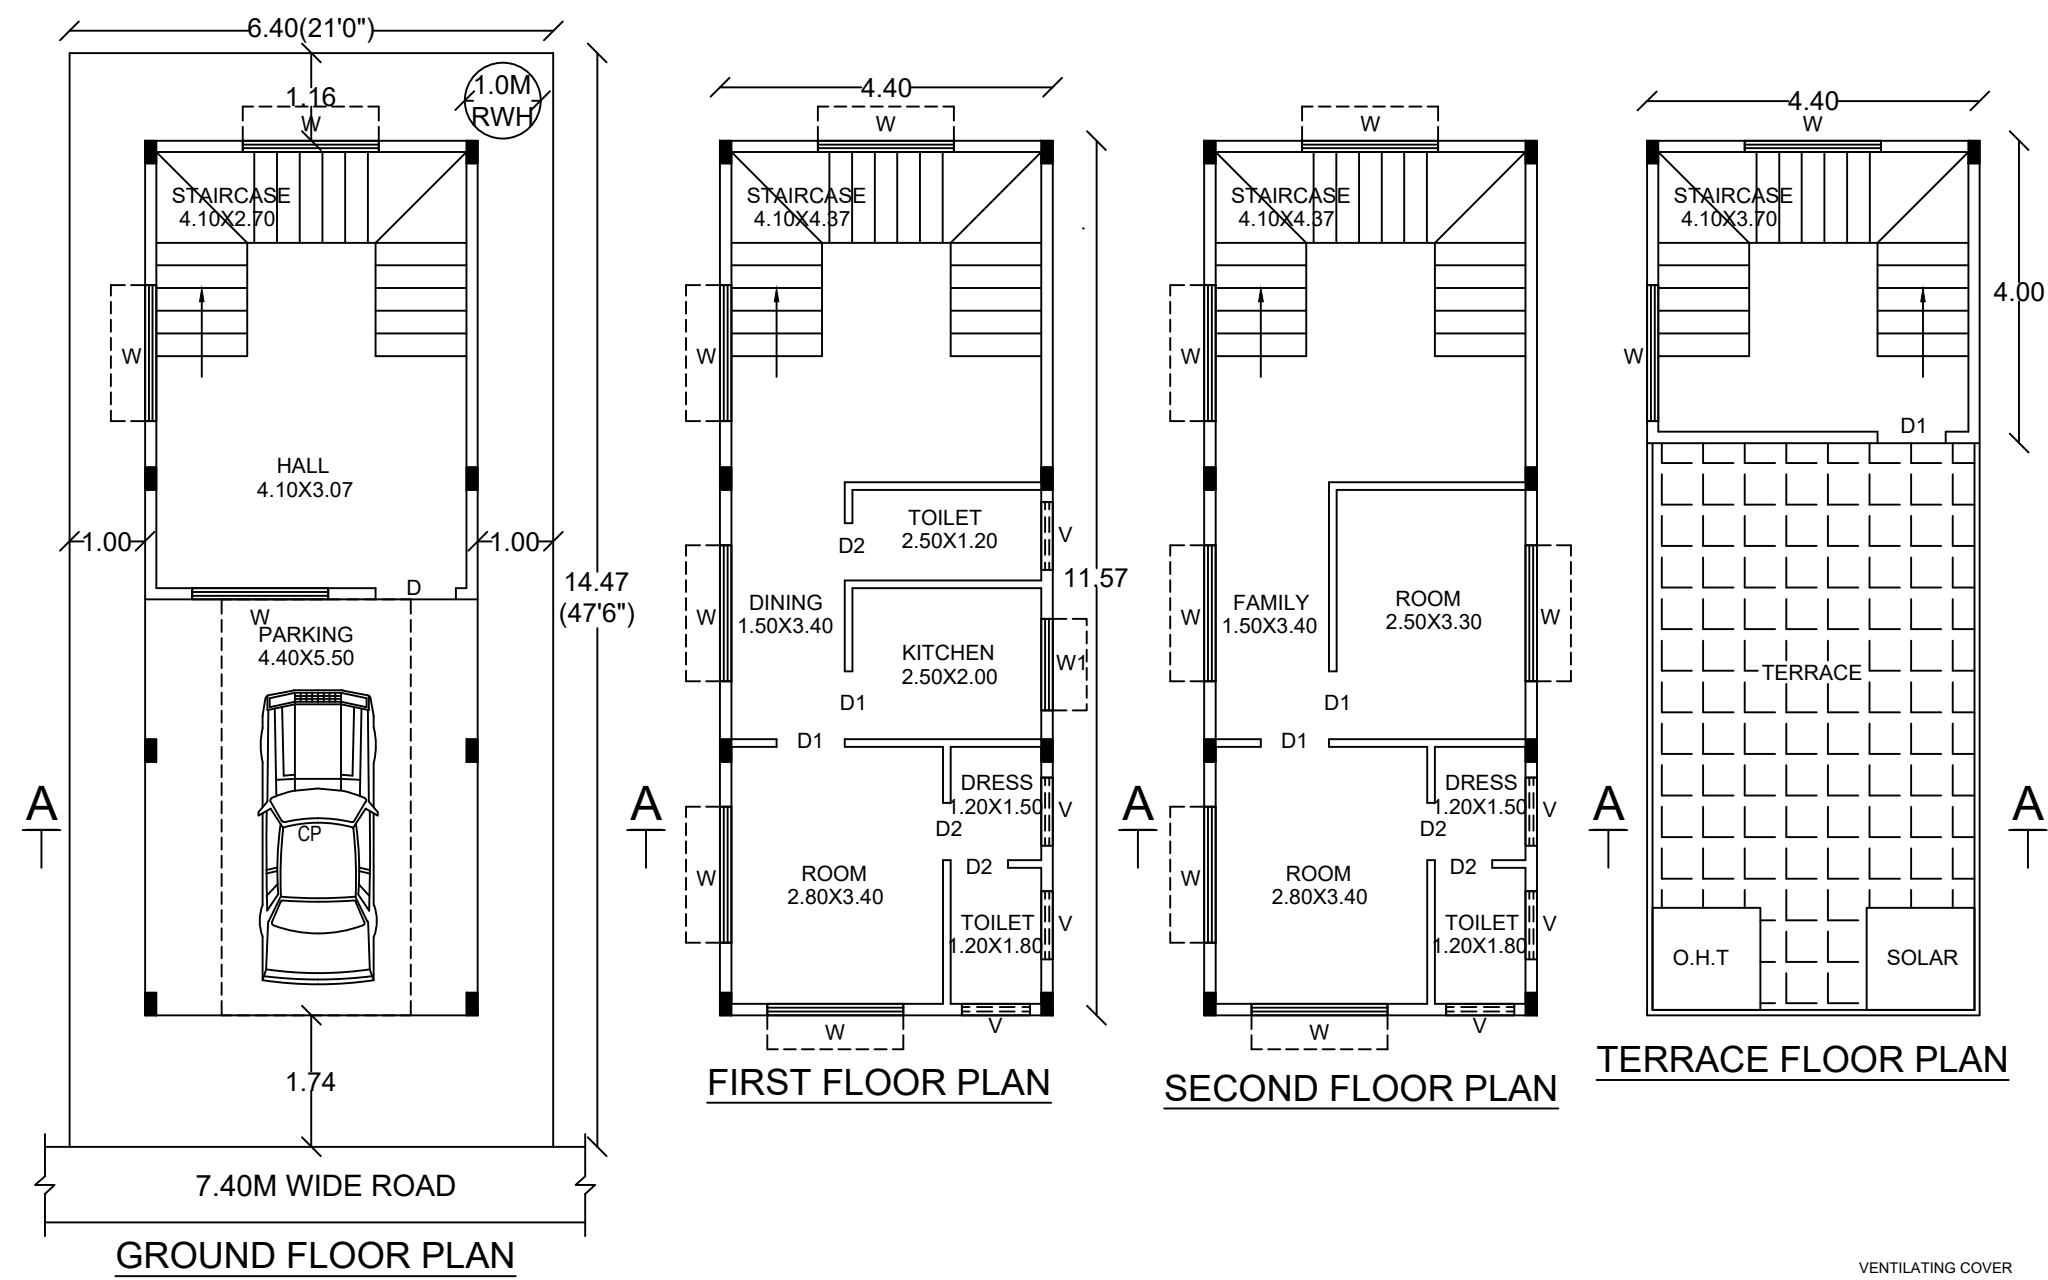 6.40(21'0")
1.16
W
1.0M
RWH
STAIRCASE
4.10X2.70
W
HALL
4.10X3.07
1.00
1.00
D
14.47
(47'6")
W
PARKING
4.40X5.50
A
CP
1.74
7.40M WIDE ROAD
GROUND FLOOR PLAN
4.40
W
STAIRCASE
4.10X4.37
W
TOILET
2.50X1.20
V
D2
11.57
DINING
1.50X3.40
W
KITCHEN
2.50X2.00
W1
D1
D1
DRESS
1.20X1.50
V
A
D2
D2
ROOM
2.80X3.40
W
TOILET
1.20X1.80
V
W
V
FIRST FLOOR PLAN
W
STAIRCASE
4.10X4.37
W
FAMILY
1.50X3.40
W
ROOM
2.50X3.30
W
D1
D1
DRESS
1.20X1.50
V
A
D2
D2
ROOM
2.80X3.40
W
TOILET
1.20X1.80
V
W
V
SECOND FLOOR PLAN
4.40
W
STAIRCASE
4.10X3.70
4.00
W
D1
TERRACE
A
A
O.H.T
SOLAR
TERRACE FLOOR PLAN
VENTILATING COVER